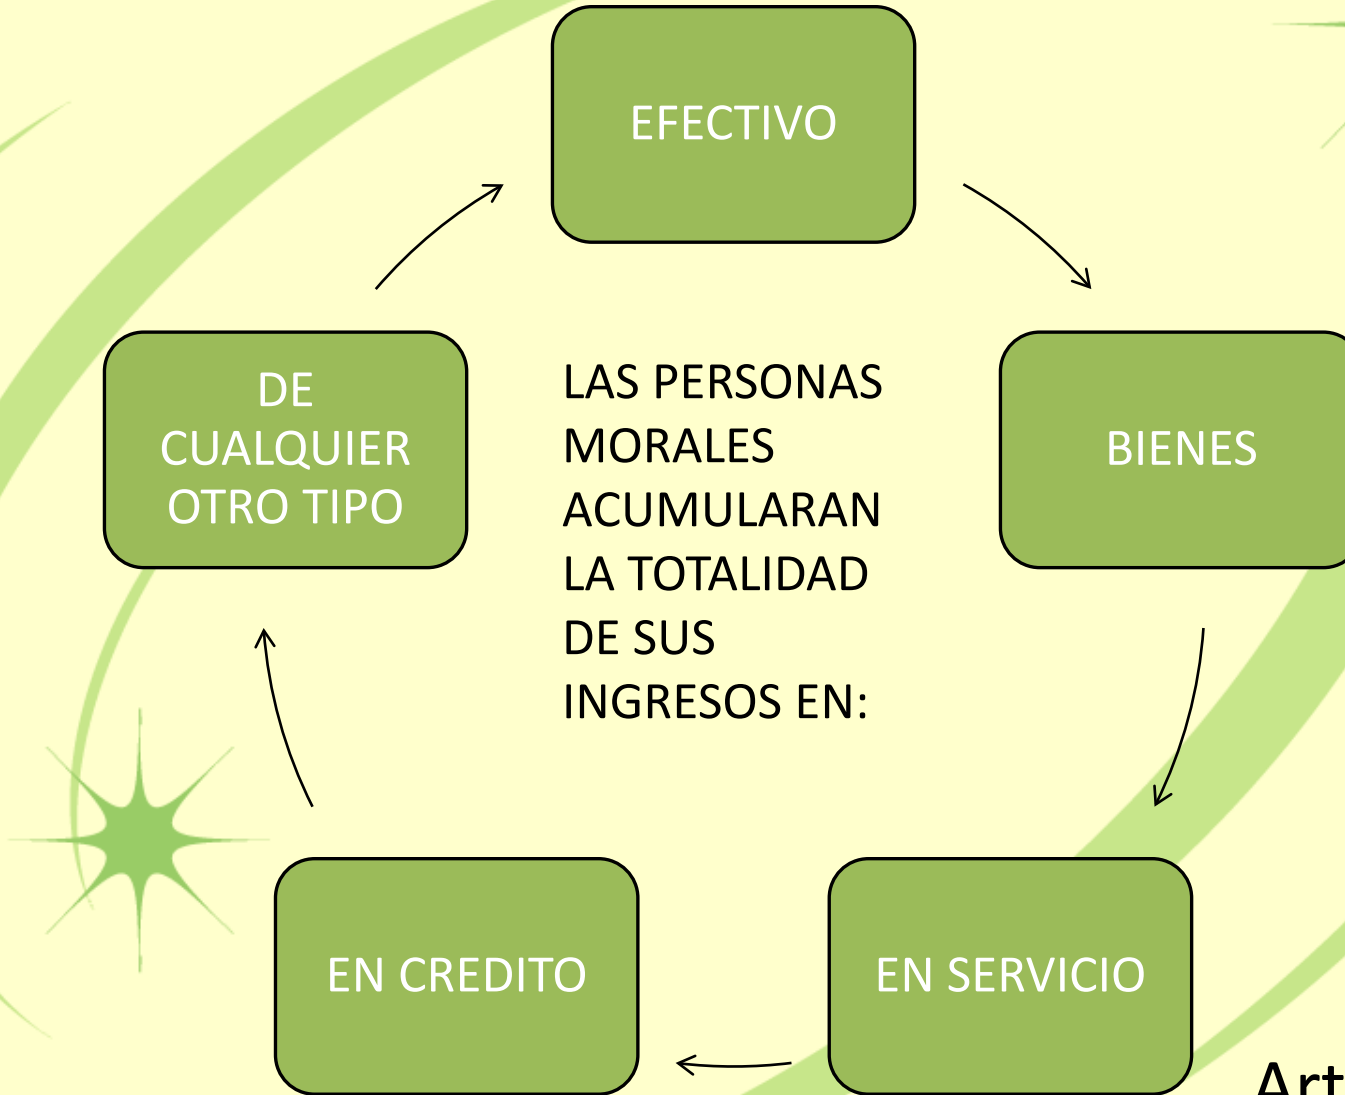 EFECTIVO
BIENES
EN SERVICIO
EN CREDITO
DE
CUALQUIER
OTRO TIPO
LAS PERSONAS
MORALES
ACUMULARAN
LA TOTALIDAD
DE SUS
INGRESOS EN:
Art